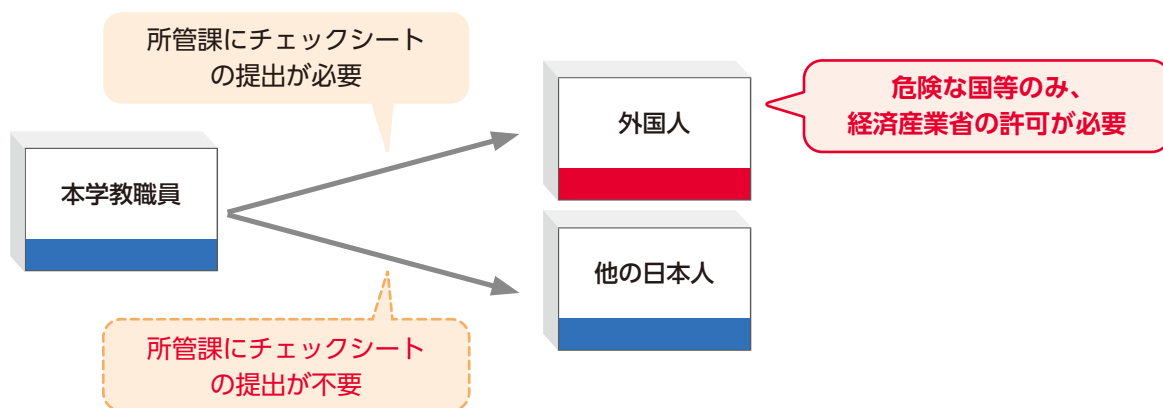 所管課にチェックシート
の提出が必要
外国人
危険な国等のみ、
経済産業省の許可が必要
本学教職員
他の日本人
所管課にチェックシート
の提出が不要